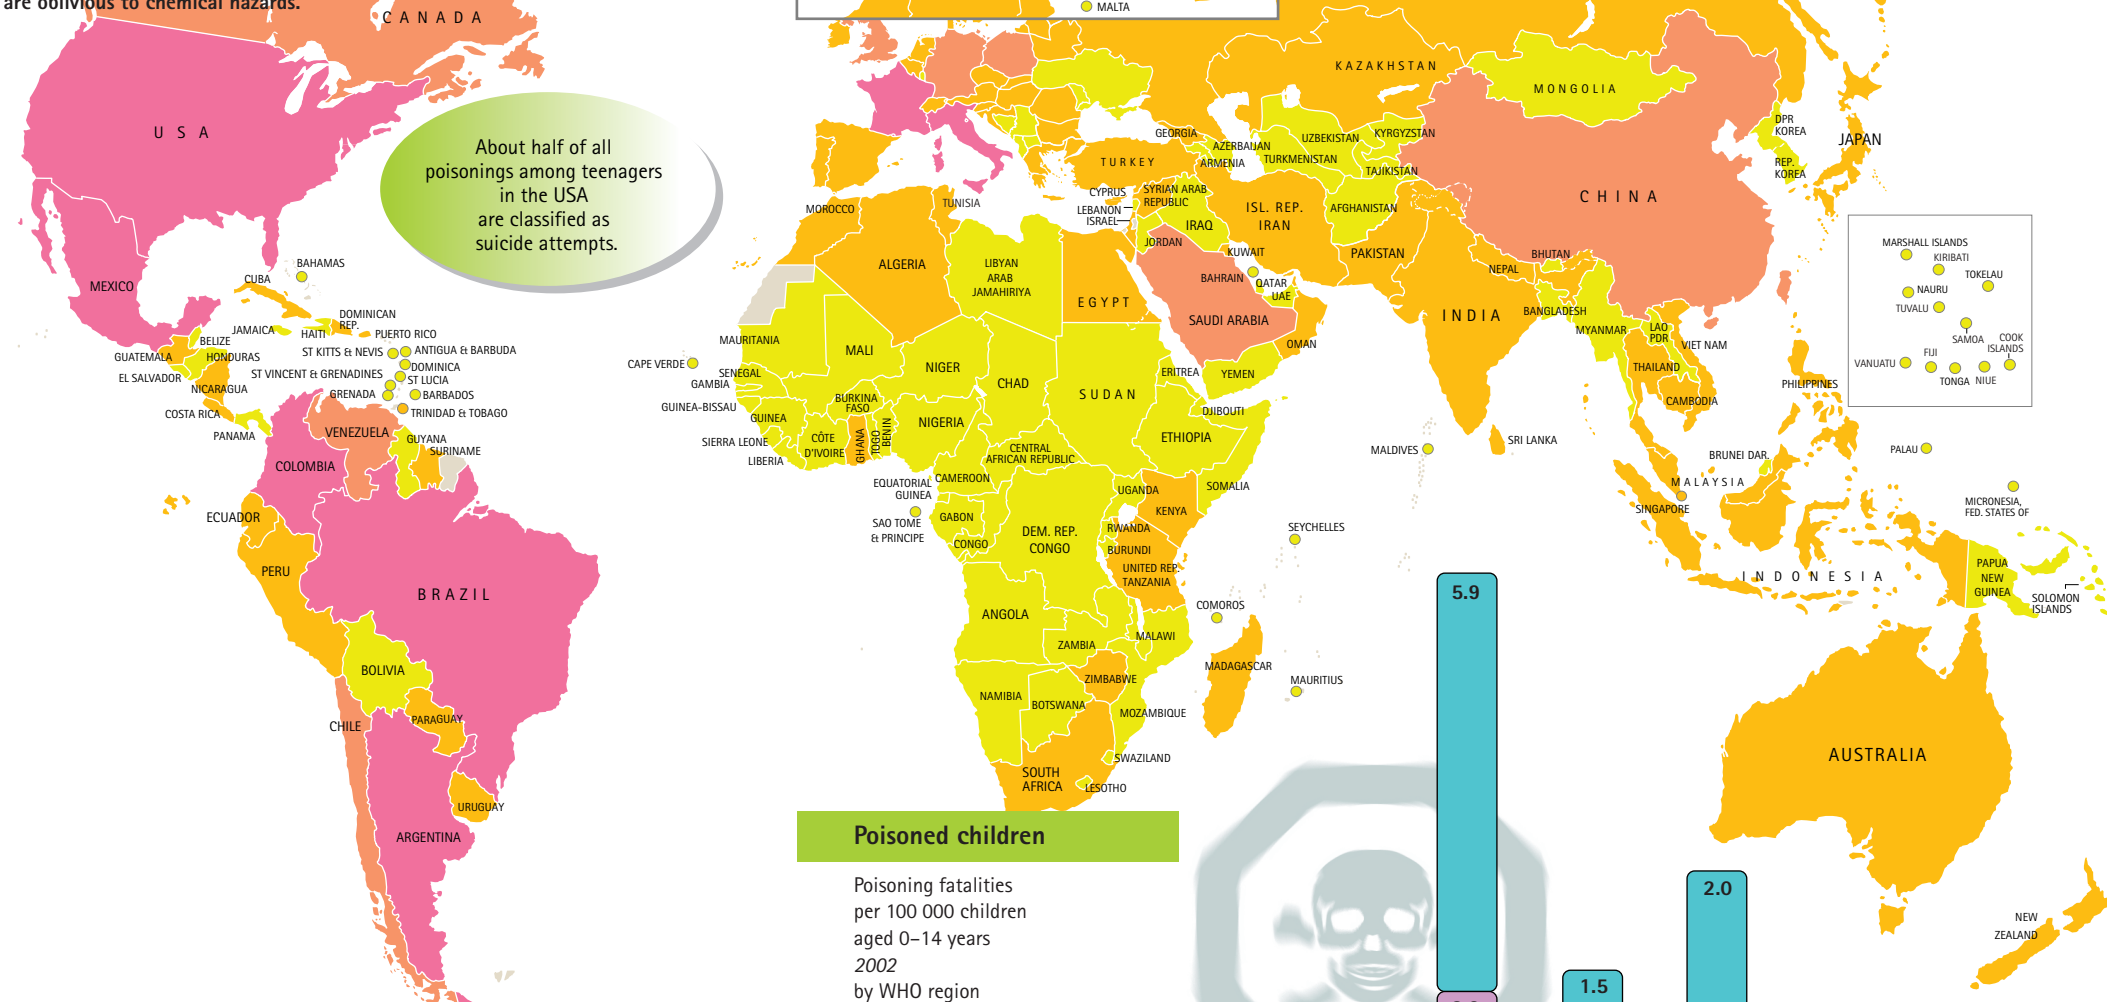 are oblivious to chemical hazards.
CANADA
MALTA
USA
About half of all
poisonings among teenagers
in the USA
are classified as
suicide attempts.
KAZAKHSTAN
MONGOLIA
DPR
KOREA
REP.
KOREA
JAPAN
GEORGIA
AZERBAIJAN
ARMENIA
UZBEKISTAN
KYRGYZSTAN
TURKMENISTAN
TAJIKISTAN
TURKEY
CHINA
CYPRUS
SYRIAN ARAB
REPUBLIC
LEBANON
ISRAEL
IRAQ
ISL. REP.
IRAN
AFGHANISTAN
MOROCCO
TUNISIA
JORDAN
KUWAIT
PAKISTAN
BHUTAN
NEPAL
ALGERIA
LIBYAN
ARAB
JAMAHIRIYA
EGYPT
BAHRAIN
QATAR
UAE
SAUDI ARABIA
OMAN
INDIA
BANGLADESH
MYANMAR
LAO
PDR
VIET NAM
THAILAND
CAMBODIA
PHILIPPINES
MARSHALL ISLANDS
KIRIBATI
TOKELAU
NAURU
TUVALU
SAMOA
COOK
ISLANDS
VANUATU
FIJI
TONGA
NIUE
MEXICO
CUBA
BAHAMAS
DOMINICAN
REP.
JAMAICA
HAITI
PUERTO RICO
BELIZE
GUATEMALA
HONDURAS
ST KITTS & NEVIS
ANTIGUA & BARBUDA
DOMINICA
EL SALVADOR
ST VINCENT & GRENADINES
ST LUCIA
NICARAGUA
GRENADA
BARBADOS
COSTA RICA
TRINIDAD & TOBAGO
PANAMA
VENEZUELA
GUYANA
SURINAME
COLOMBIA
ECUADOR
PERU
BRAZIL
BOLIVIA
PARAGUAY
CHILE
URUGUAY
ARGENTINA
CAPE VERDE
MAURITANIA
MALI
NIGER
CHAD
SUDAN
ERITREA
YEMEN
SENEGAL
GAMBIA
GUINEA-BISSAU
GUINEA
BURKINA
FASO
SIERRA LEONE
LIBERIA
CÔTE
D'IVOIRE
GHANA
TOGO
BENIN
NIGERIA
DJIBOUTI
ETHIOPIA
CENTRAL
AFRICAN REPUBLIC
CAMEROON
EQUATORIAL
GUINEA
SAO TOME
& PRINCIPE
GABON
CONGO
DEM. REP.
CONGO
UGANDA
SOMALIA
KENYA
RWANDA
BURUNDI
UNITED REP.
TANZANIA
SEYCHELLES
MALDIVES
SRI LANKA
BRUNEI DAR.
MALAYSIA
SINGAPORE
INDONESIA
PALAU
MICRONESIA,
FED. STATES OF
PAPUA
NEW
GUINEA
SOLOMON
ISLANDS
ANGOLA
ZAMBIA
MALAWI
COMOROS
MADAGASCAR
MAURITIUS
NAMIBIA
BOTSWANA
ZIMBABWE
MOZAMBIQUE
SWAZILAND
LESOTHO
SOUTH
AFRICA
AUSTRALIA
NEW
ZEALAND
Poisoned children
Poisoning fatalities
per 100 000 children
aged 0–14 years
2002
by WHO region
5.9
1.5
2.0